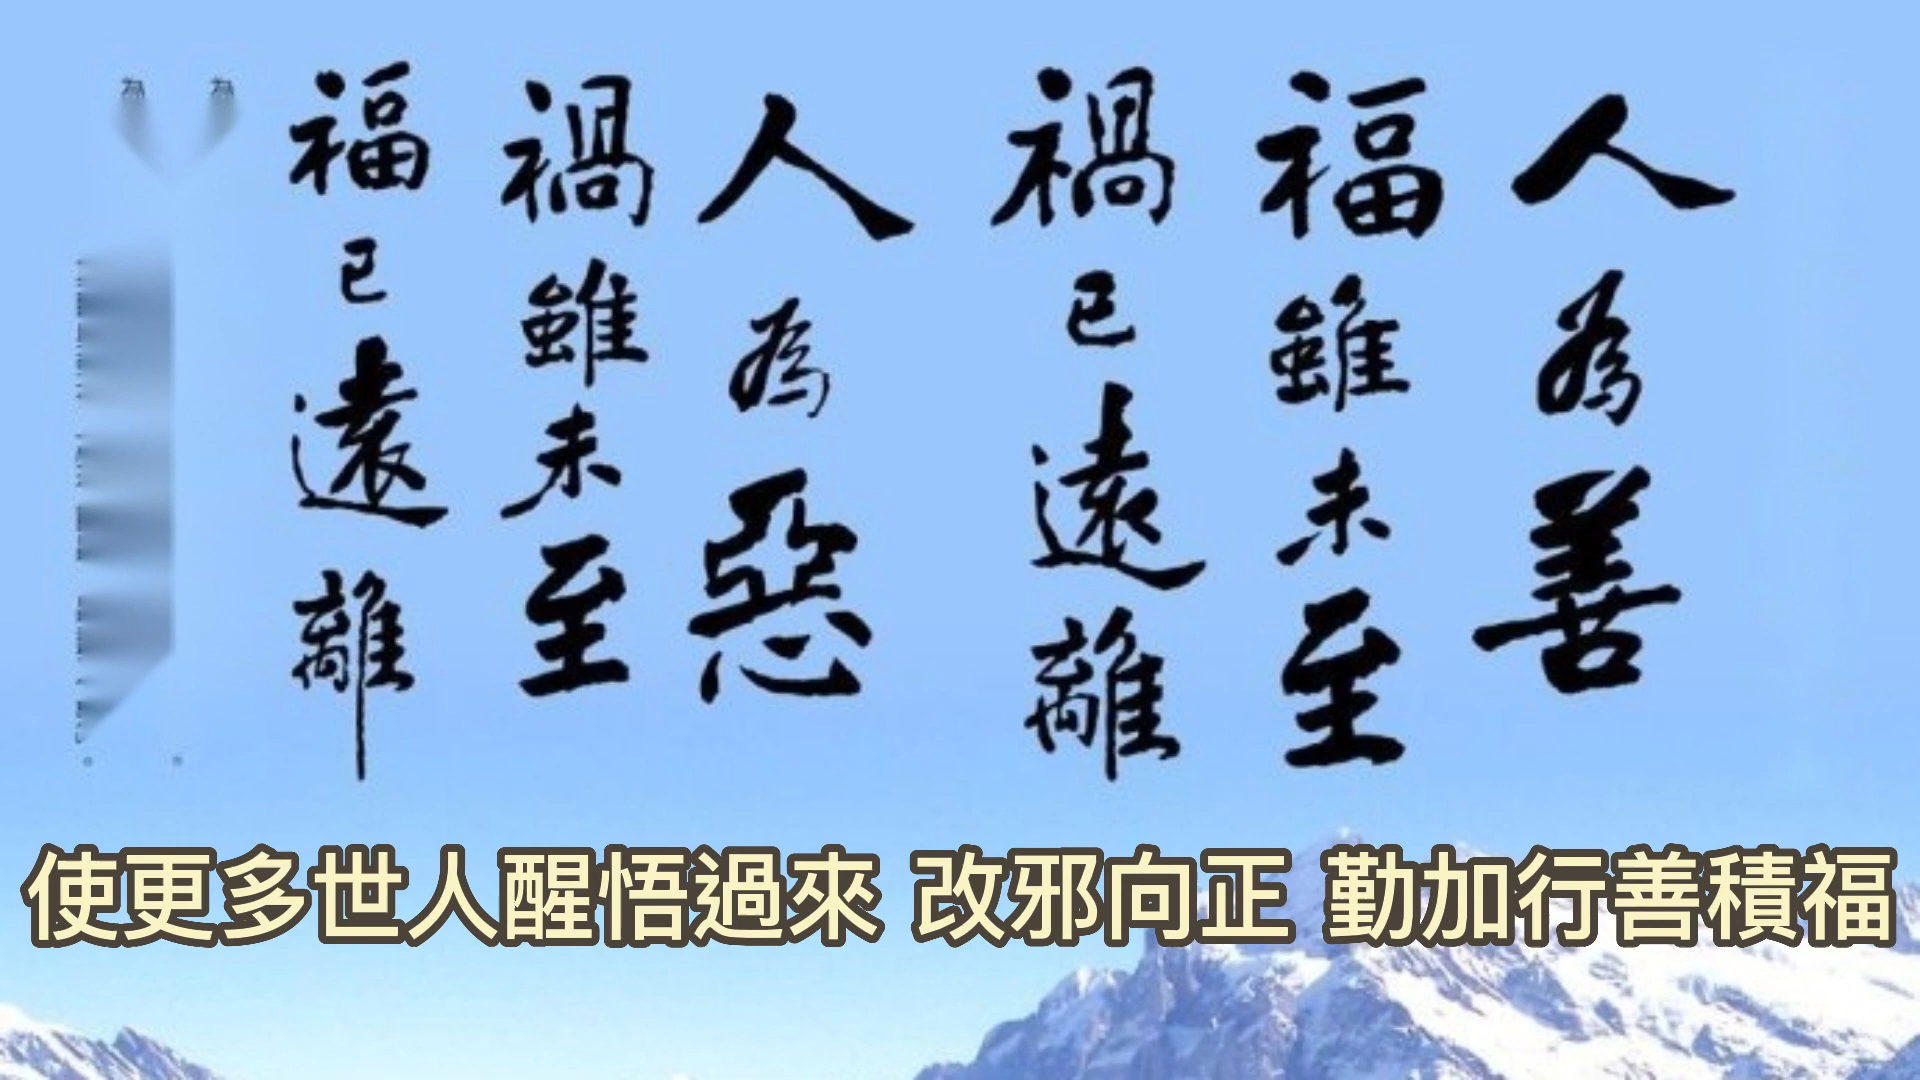 人為善
福雖未至
禍已遠離
人為惡
禍雖未至
福已遠離
為 為
使更多世人醒悟過來 改邪向正 勤加行善積福